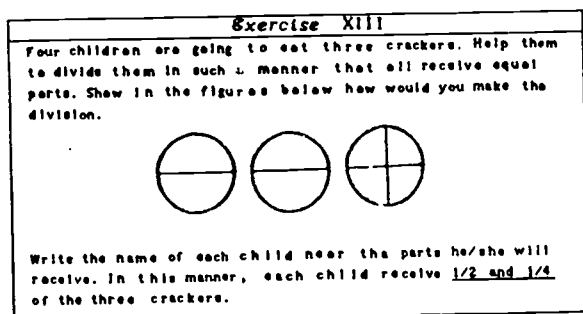 Exercise XIII
Four children are going to eat three crackers. Help them
to divide them in such a manner that all receive equal
parts. Show in the figures below how would you make the
division.
Write the name of each child near the parts he/she will
receive. In this manner, each child receive 1/2 and 1/4
of the three crackers.